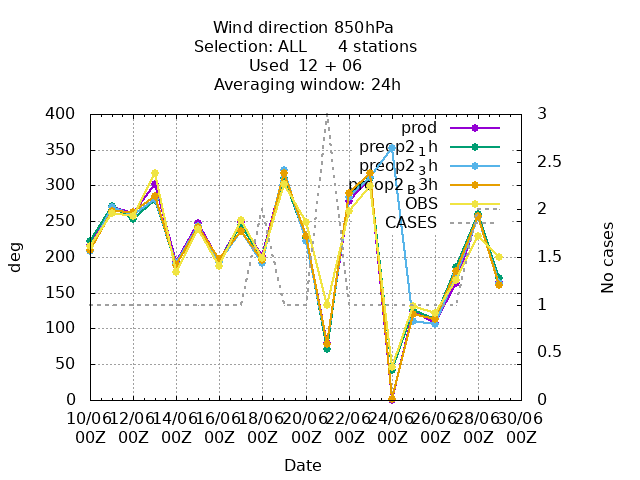 Wind direction 850hPa
Selection: ALL 4 stations
Used 12 + 06
Averaging window: 24h
400
350
300
250
200
150
100
50
0
deg
3
2.5
2
1.5
1
0.5
0
No cases
prod
preop2_1h
preop2_3h
preop2_B3h
OBS
CASES
10/06 12/06 14/06 16/06 18/06 20/06 22/06 24/06 26/06 28/06 30/06
00Z 00Z 00Z 00Z 00Z 00Z 00Z 00Z 00Z 00Z 00Z
Date